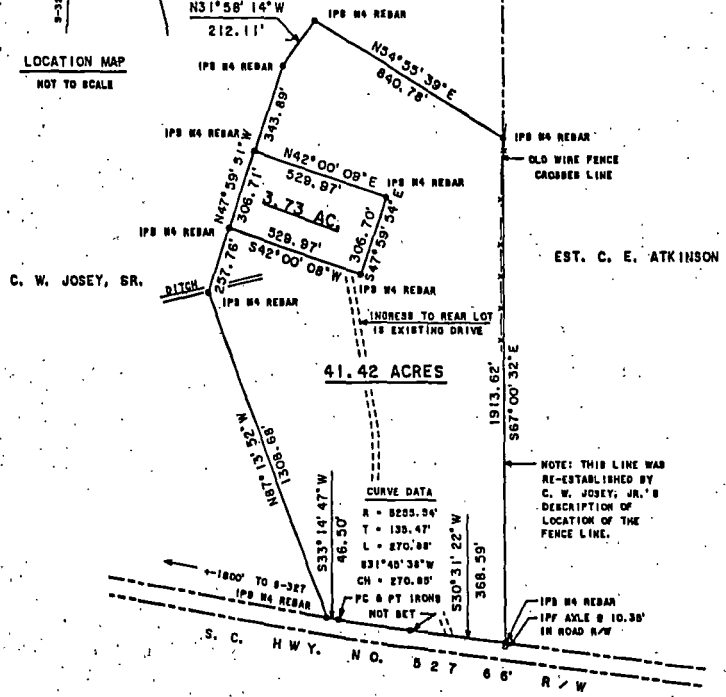 N31°58'14"W
212.11'
IPS #4 REBAR
LOCATION MAP
NOT TO SCALE
IPS #4 REBAR
N54°55'39"E
840.78'
343.89'
IPS #4 REBAR
IPS #4 REBAR
OLD WIRE FENCE
CROSSES LINE
N47°59'51"W
306.71'
N42°00'08"E
529.97'
IPS #4 REBAR
3.73 AC.
306.70'
S47°59'54"E
IPS #4 REBAR
529.97'
S42°00'08"W
EST. C. E. ATKINSON
C. W. JOSEY, SR.
DITCH
257.76'
IPS #4 REBAR
IPS #4 REBAR
INGRESS TO REAR LOT
IS EXISTING DRIVE
41.42 ACRES
1913.62'
S67°00'32"E
N87°13'52"W
1308.68'
NOTE: THIS LINE WAS
RE-ESTABLISHED BY
C. W. JOSEY, JR.'S
DESCRIPTION OF
LOCATION OF THE
FENCE LINE.
S33°14'47"W
46.50'
CURVE DATA
T = 135.47'
S31°45'38"W
CH = 270.85'
S30°31'22"W
368.59'
PC & PT IRONS
NOT SET
1800' TO S-327
IPS #4 REBAR
IPS #4 REBAR
IPF AXLE @ 10.35'
IN ROAD R/W
S. C. HWY. NO. 527 66' R/W